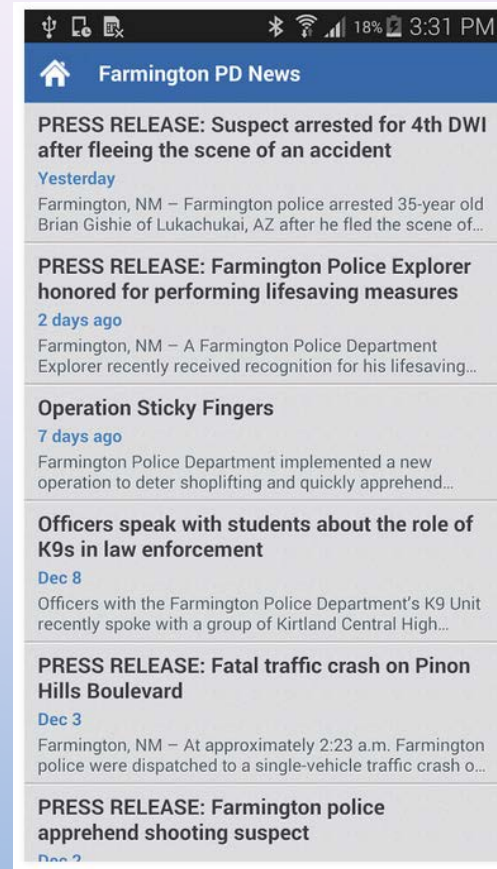 18% 3:31 PM
Farmington PD News
PRESS RELEASE: Suspect arrested for 4th DWI
after fleeing the scene of an accident
Yesterday
Farmington, NM – Farmington police arrested 35-year old
Brian Gishie of Lukachukai, AZ after he fled the scene of...
PRESS RELEASE: Farmington Police Explorer
honored for performing lifesaving measures
2 days ago
Farmington, NM – A Farmington Police Department
Explorer recently received recognition for his lifesaving...
Operation Sticky Fingers
7 days ago
Farmington Police Department implemented a new
operation to deter shoplifting and quickly apprehend...
Officers speak with students about the role of
K9s in law enforcement
Dec 8
Officers with the Farmington Police Department's K9 Unit
recently spoke with a group of Kirtland Central High...
PRESS RELEASE: Fatal traffic crash on Pinon
Hills Boulevard
Dec 3
Farmington, NM – At approximately 2:23 a.m. Farmington
police were dispatched to a single-vehicle traffic crash o...
PRESS RELEASE: Farmington police
apprehend shooting suspect
Dec 2